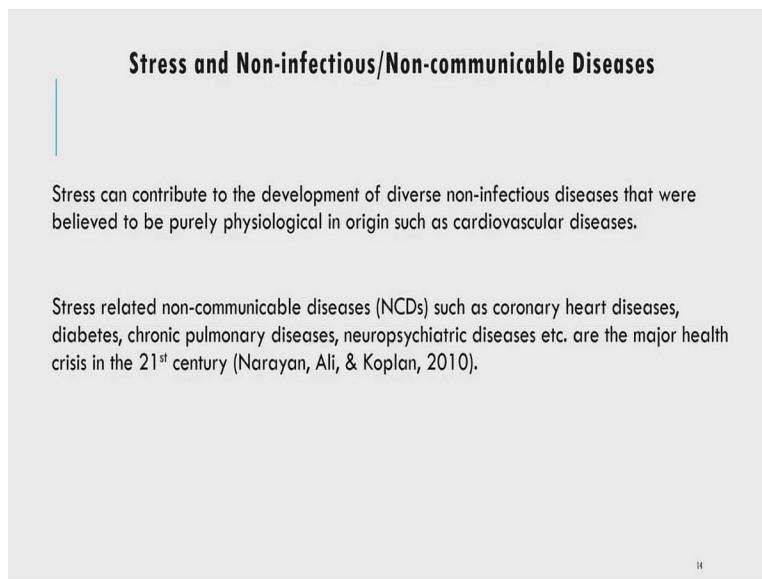 Stress and Non-infectious/Non-communicable Diseases
Stress can contribute to the development of diverse non-infectious diseases that were
believed to be purely physiological in origin such as cardiovascular diseases.
Stress related non-communicable diseases (NCDs) such as coronary heart diseases,
diabetes, chronic pulmonary diseases, neuropsychiatric diseases etc. are the major health
crisis in the 21st century (Narayan, Ali, & Koplan, 2010).
14